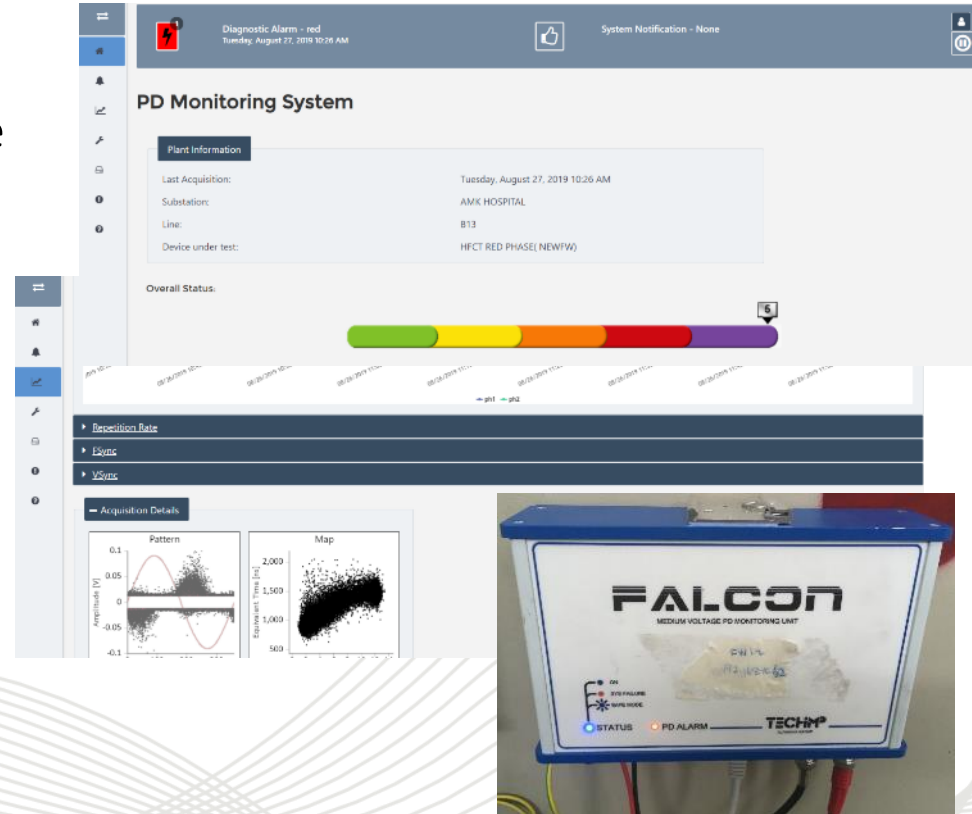 1
Diagnostic Alarm - red
Tuesday, August 27, 2019 10:26 AM
System Notification - None
e
PD Monitoring System
Plant Information
Last Acquisition: Tuesday, August 27, 2019 10:26 AM
Substation: AMK HOSPITAL
Line: B13
Device under test: HFCT RED PHASE( NEWFW)
Overall Status:
5
ph1 ph2
Repetition Rate
FSync
VSync
Acquisition Details
Pattern
Amplitude [V]
0.1
0.05
0
-0.05
-0.1
Map
Equivalent Time [ns]
2,000
1,500
1,000
500
FALCON
MEDIUM VOLTAGE PD MONITORING UNIT
ON
SYS FAILURE
SAFE MODE
STATUS
PD ALARM
TECHIMP